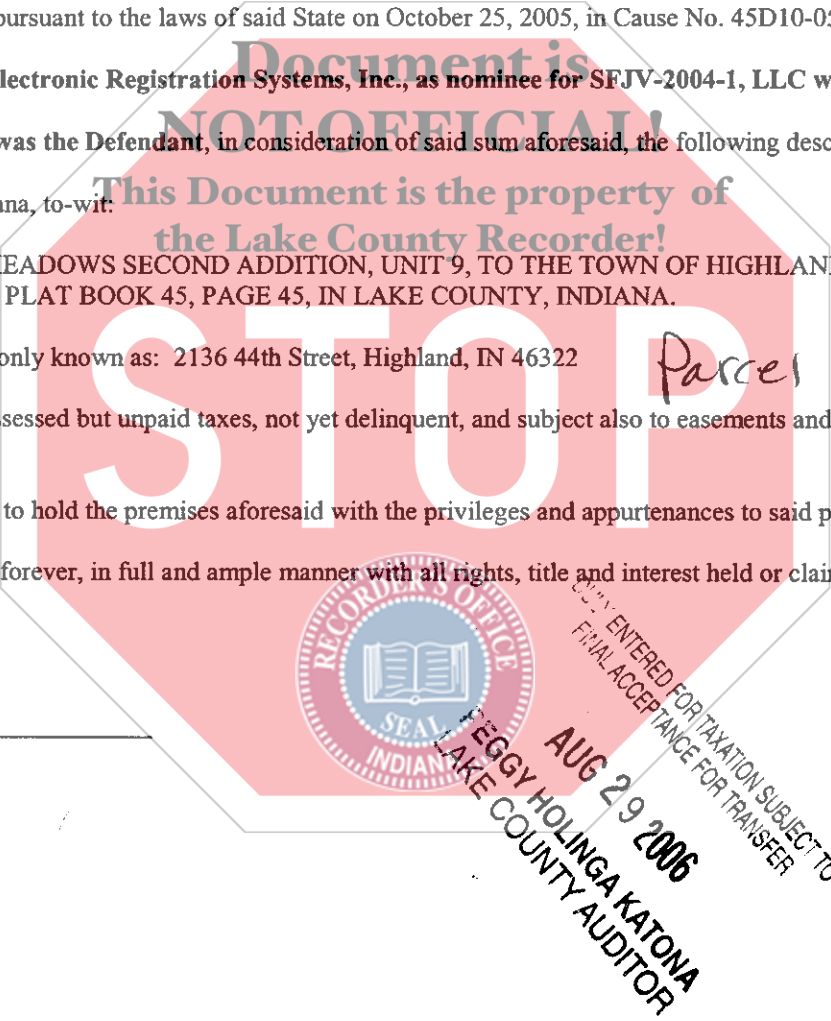 pursuant to the laws of said State on October 25, 2005, in Cause No. 45D10-05
Document is
lectronic Registration Systems, Inc., as nominee for SFJV-2004-1, LLC w
NOT OFFICIAL!
was the Defendant, in consideration of said sum aforesaid, the following desc
This Document is the property of
na, to-wit:
the Lake County Recorder!
EADOWS SECOND ADDITION, UNIT 9, TO THE TOWN OF HIGHLAN
PLAT BOOK 45, PAGE 45, IN LAKE COUNTY, INDIANA.
STOP
only known as: 2136 44th Street, Highland, IN 46322
Parcel
ssessed but unpaid taxes, not yet delinquent, and subject also to easements and
to hold the premises aforesaid with the privileges and appurtenances to said p
forever, in full and ample manner with all rights, title and interest held or clai
RECORDER'S OFFICE
SEAL
INDIANA
ENTERED FOR TAXATION SUBJECT TO
FINAL ACCEPTANCE FOR TRANSFER
AUG 29 2006
PEGGY HOLINGA KATONA
LAKE COUNTY AUDITOR